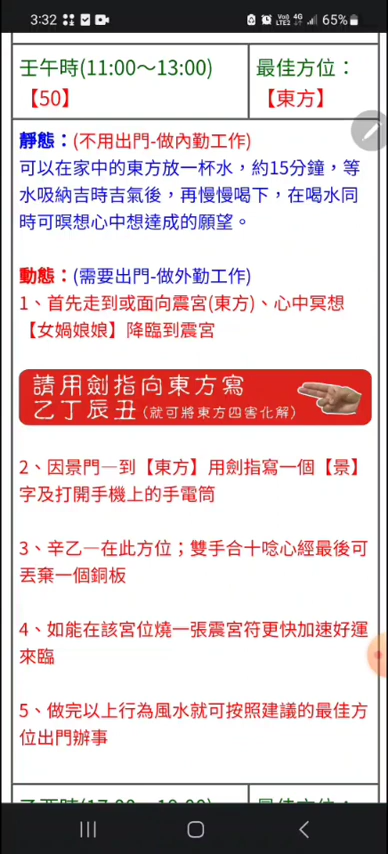 3:32
Vo)) 4G
LTE2
65%
壬午時(11:00～13:00)
【50】
最佳方位：
【東方】
靜態：(不用出門-做內勤工作)
可以在家中的東方放一杯水，約15分鐘，等
水吸納吉時吉氣後，再慢慢喝下，在喝水同
時可暝想心中想達成的願望。
動態：(需要出門-做外勤工作)
1、首先走到或面向震宮(東方)、心中冥想
【女媧娘娘】降臨到震宮
請用劍指向東方寫
乙丁辰丑(就可將東方四害化解)
2、因景門—到【東方】用劍指寫一個【景】
字及打開手機上的手電筒
3、辛乙—在此方位；雙手合十唸心經最後可
丟棄一個銅板
4、如能在該宮位燒一張震宮符更快加速好運
來臨
5、做完以上行為風水就可按照建議的最佳方
位出門辦事